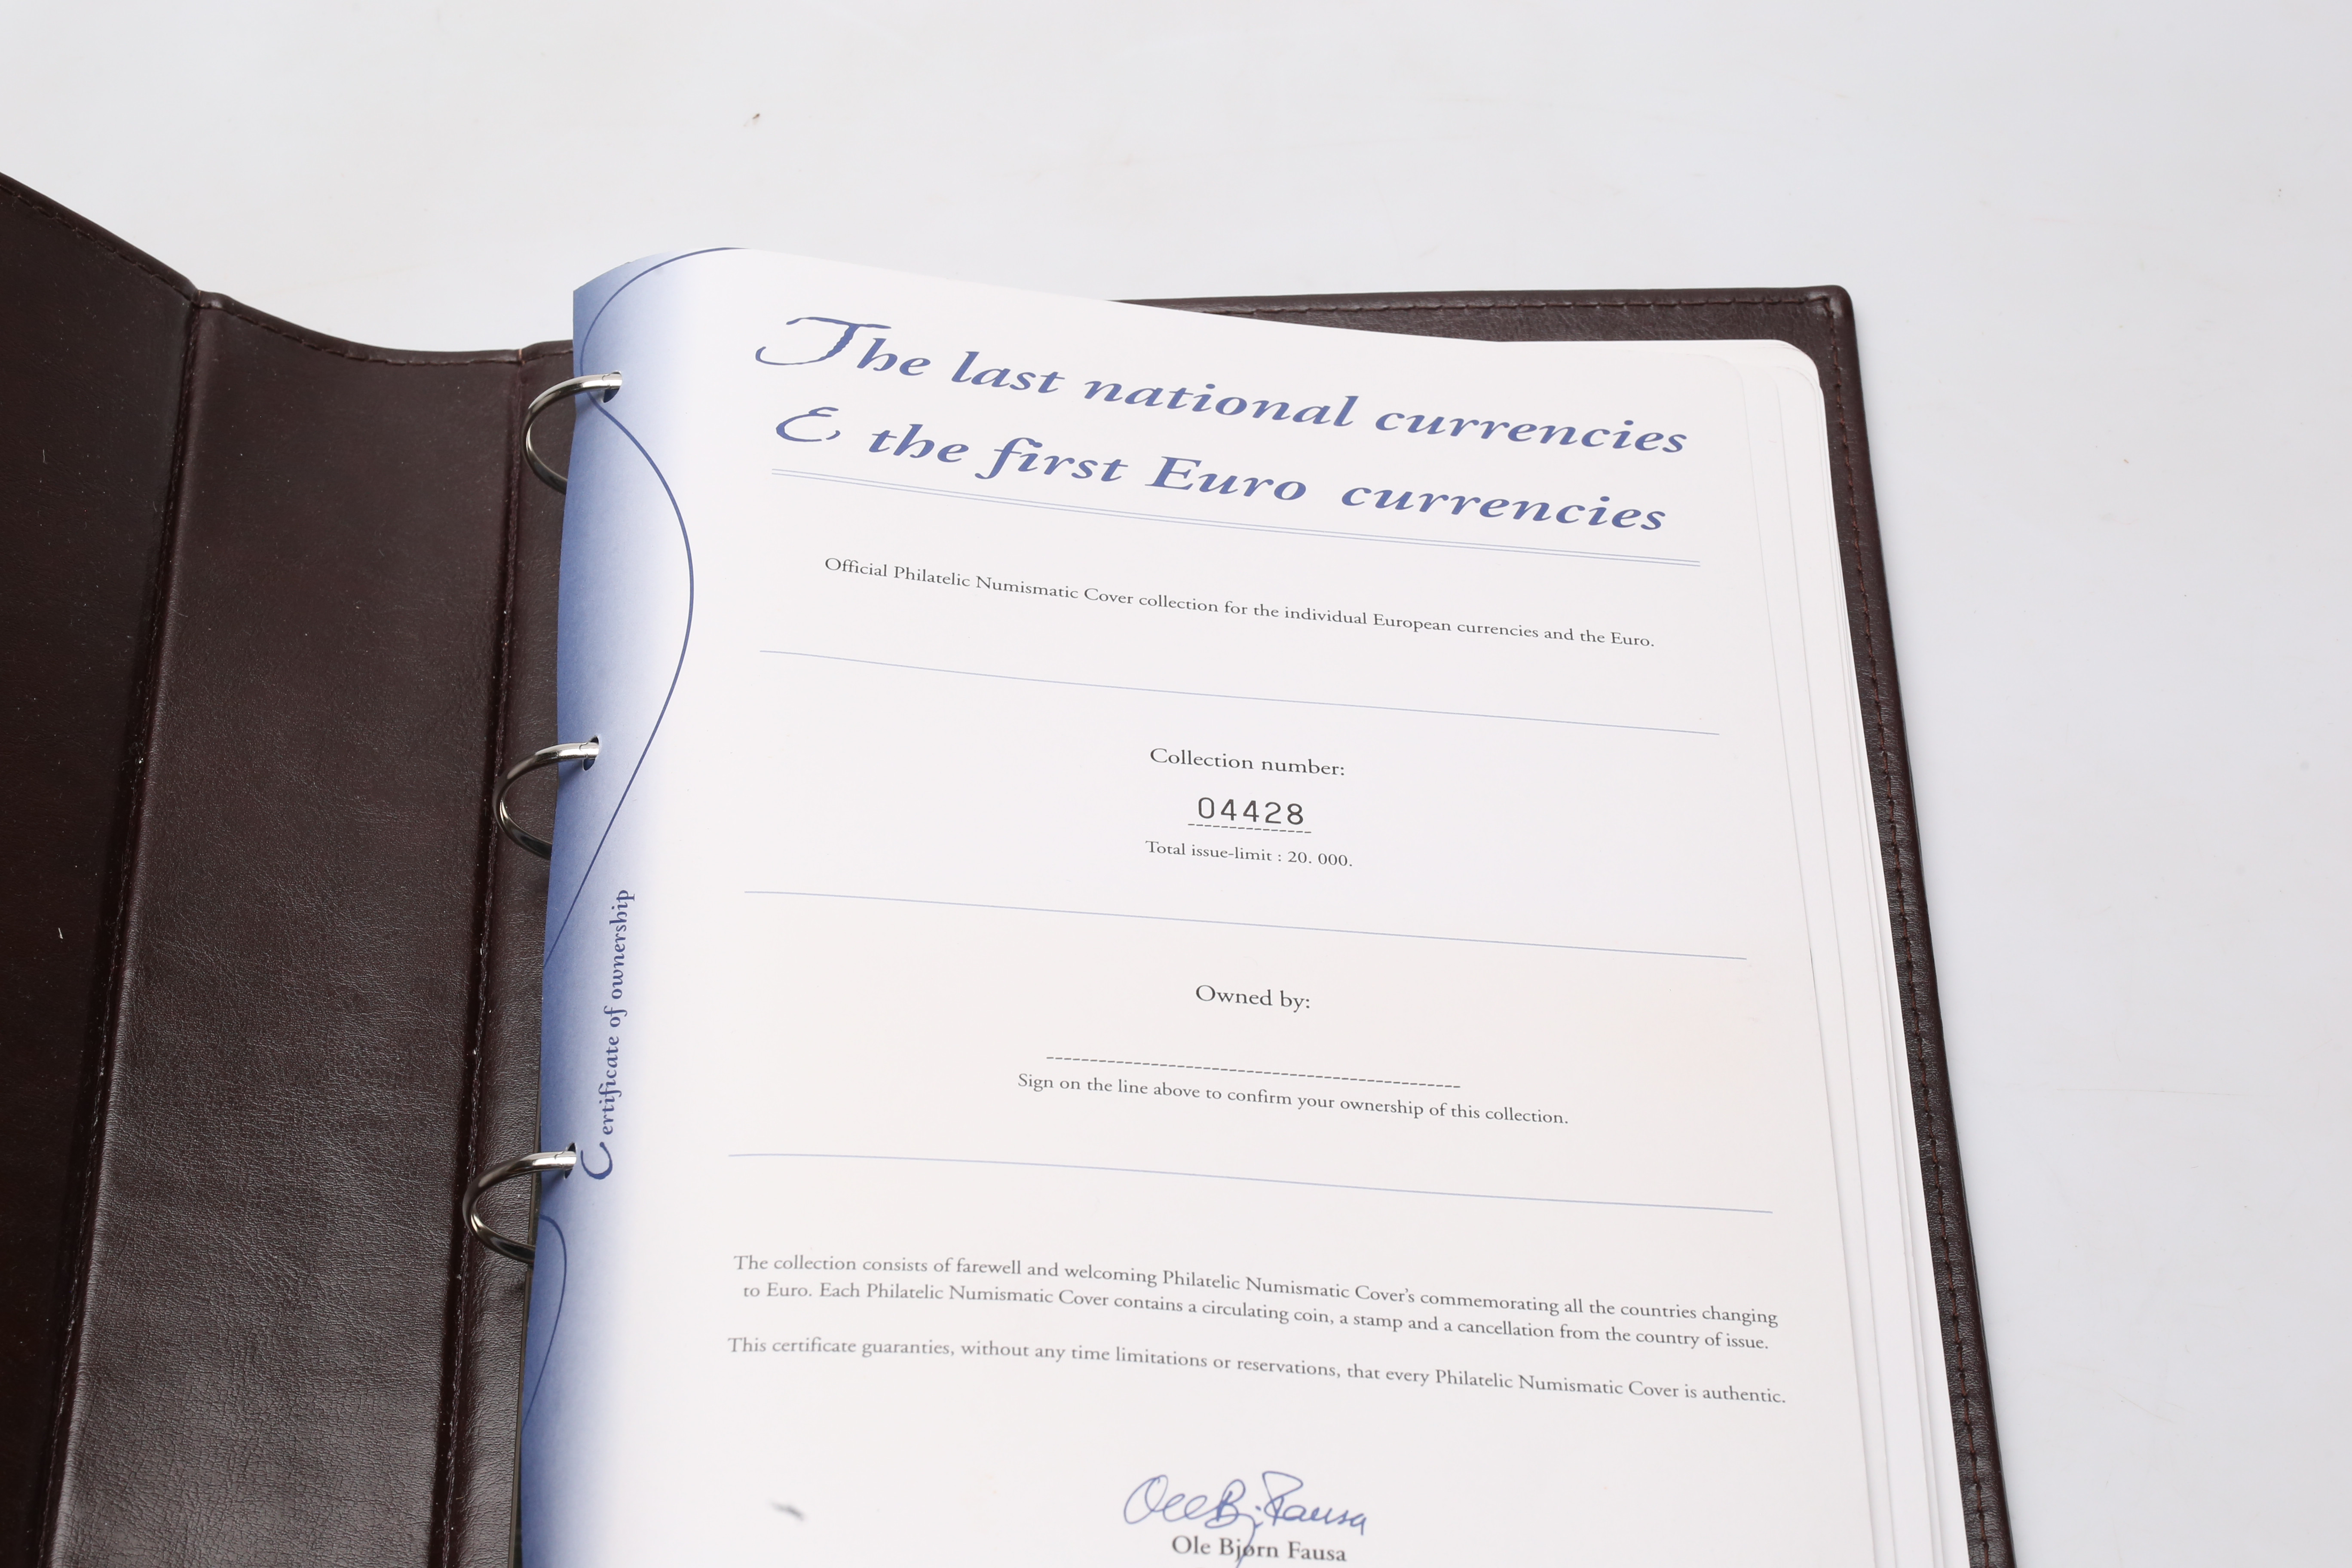 The last national currencies
& the first Euro currencies
Official Philatelic Numismatic Cover collection for the individual European currencies and the Euro.
Collection number:
04428
Total issue-limit : 20. 000.
Owned by:
Sign on the line above to confirm your ownership of this collection.
Certificate of ownership
The collection consists of farewell and welcoming Philatelic Numismatic Cover's commemorating all the countries changing
to Euro. Each Philatelic Numismatic Cover contains a circulating coin, a stamp and a cancellation from the country of issue.
This certificate guaranties, without any time limitations or reservations, that every Philatelic Numismatic Cover is authentic.
Ole Bj. Fausa
Ole Bjørn Fausa